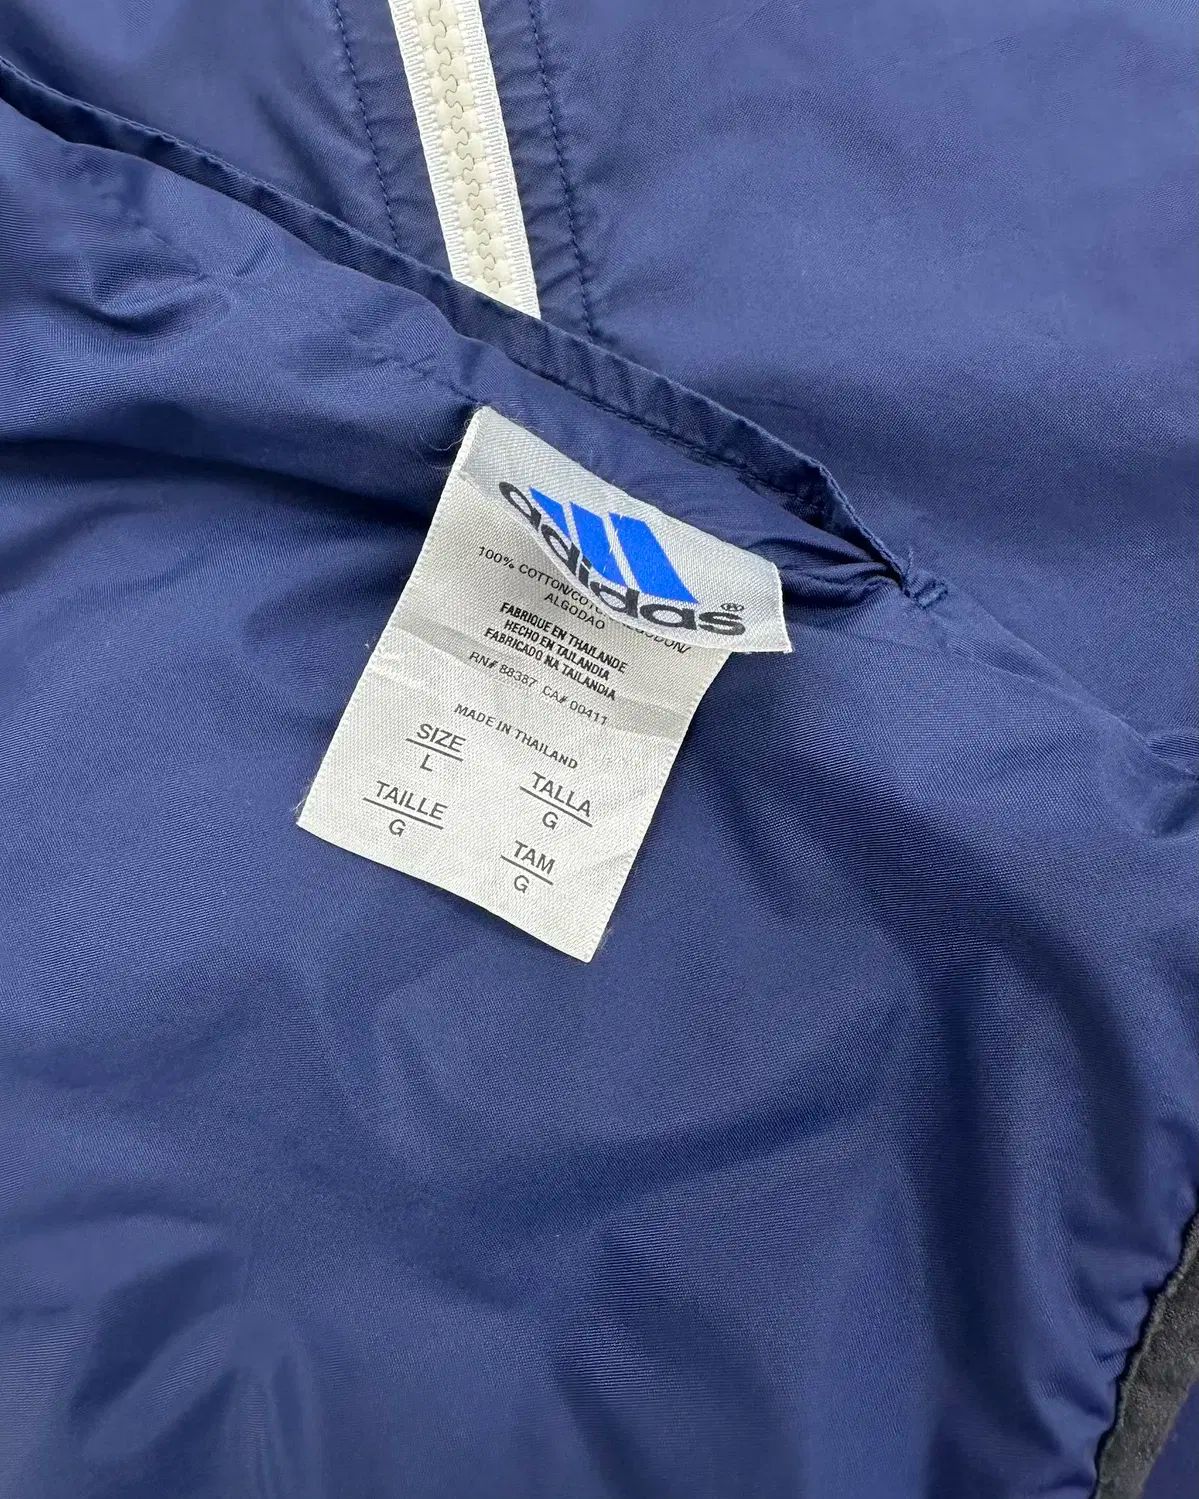 adidas®
100% COTTON/COT
ALGODAO
FABRIQUE EN THAILANDE
HECHO EN TAILANDIA
FABRICADO NA TAILANDIA
RN# 88387 CA# 00411
MADE IN THAILAND
SIZE
L
TALLA
G
TAILLE
G
TAM
G